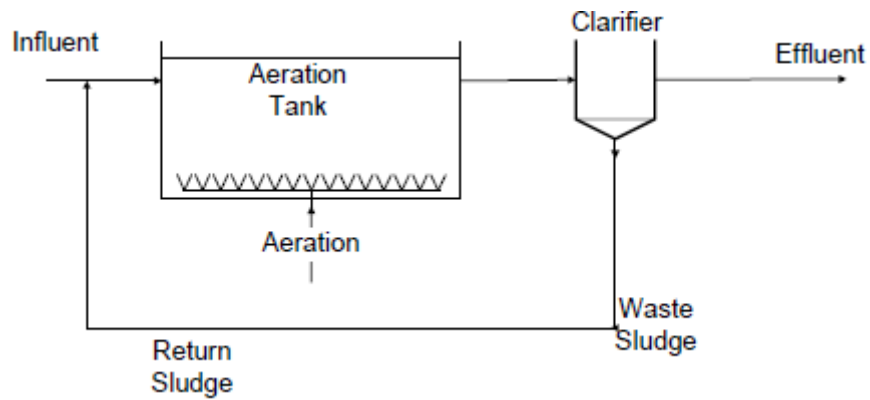 Clarifier
Influent
Effluent
Aeration
Tank
Aeration
Waste
Sludge
Return
Sludge